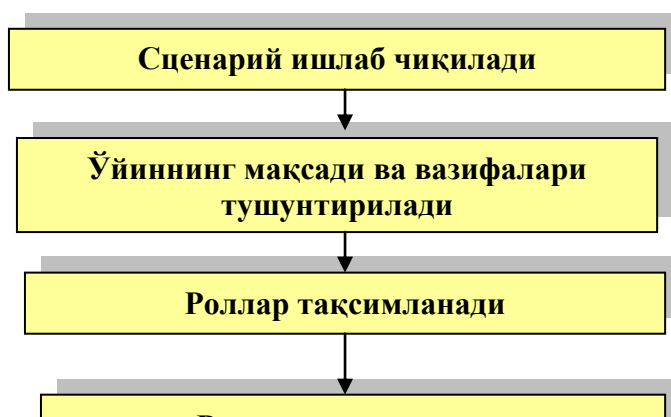 Сценарий ишлаб чиқилади
Ўйиннинг мақсади ва вазифалари
тушунтирилади
Роллар тақсимланади